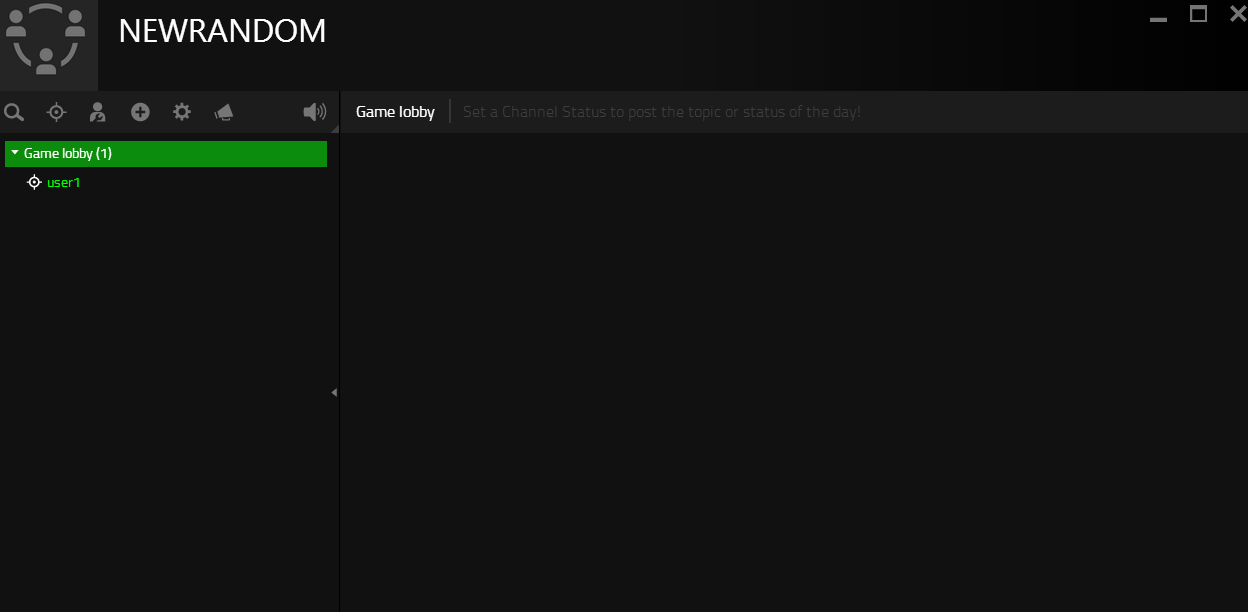 NEWRANDOM
Game lobby
Set a Channel Status to post the topic or status of the day!
Game lobby (1)
user1